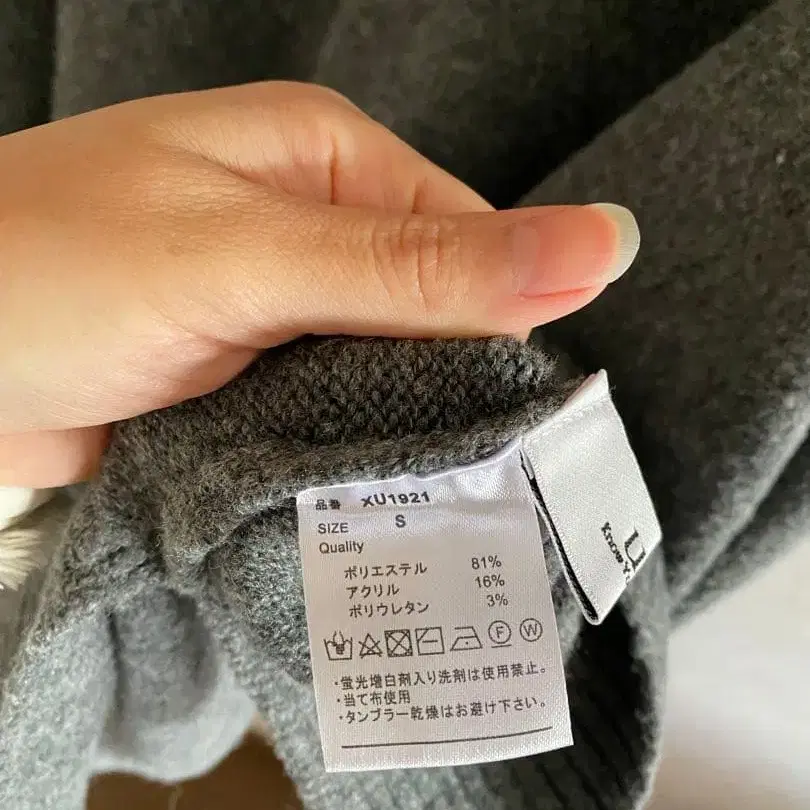 品番 XU1921
SIZE S
Quality
ポリエステル 81%
アクリル 16%
ポリウレタン 3%
F W
・蛍光増白剤入り洗剤は使用禁止。
・当て布使用
・タンブラー乾燥はお避け下さい。